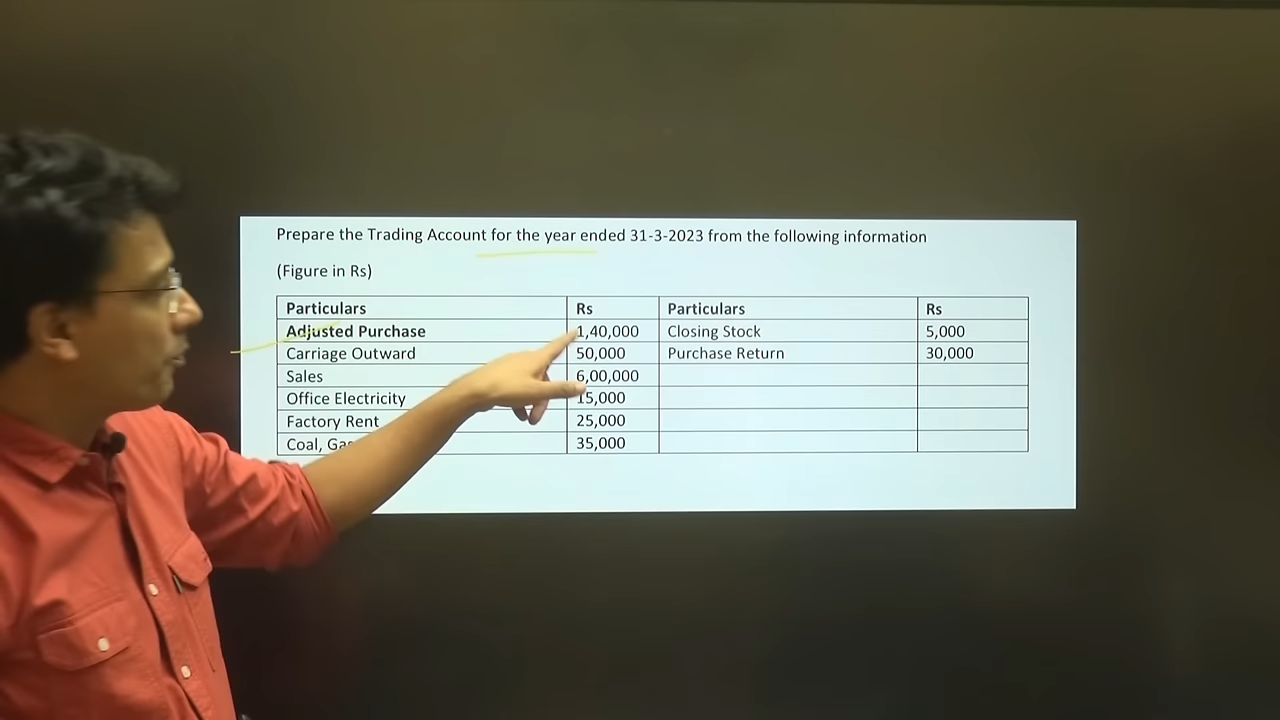 Prepare the Trading Account for the year ended 31-3-2023 from the following information
(Figure in Rs)
Particulars Rs Particulars Rs
Adjusted Purchase 1,40,000 Closing Stock 5,000
Carriage Outward 50,000 Purchase Return 30,000
Sales 6,00,000
Office Electricity 15,000
Factory Rent 25,000
Coal, 35,000